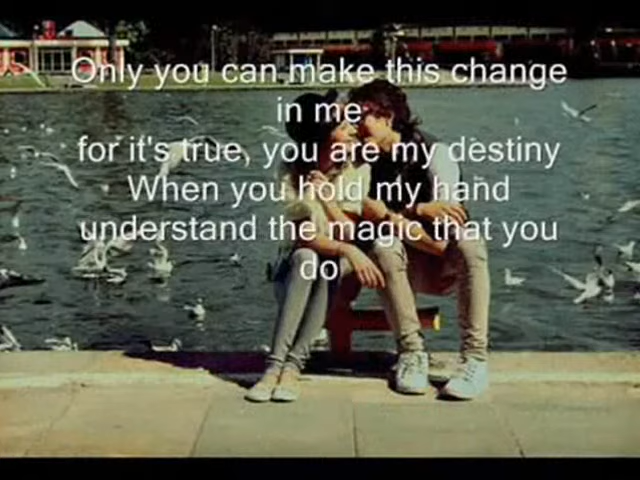 Only you can make this change
in me
for it's true, you are my destiny
When you hold my hand
understand the magic that you
do